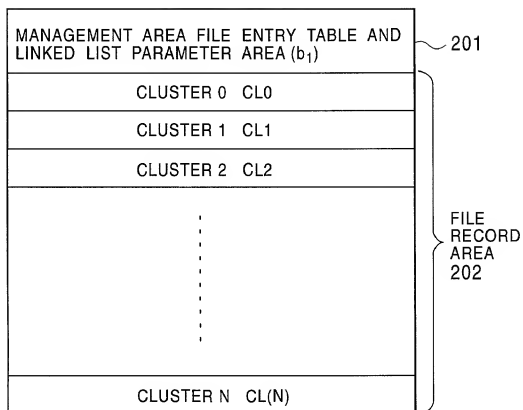 MANAGEMENT AREA FILE ENTRY TABLE AND
LINKED LIST PARAMETER AREA (b1)
201
CLUSTER 0 CL0
CLUSTER 1 CL1
CLUSTER 2 CL2
FILE
RECORD
AREA
202
CLUSTER N CL(N)